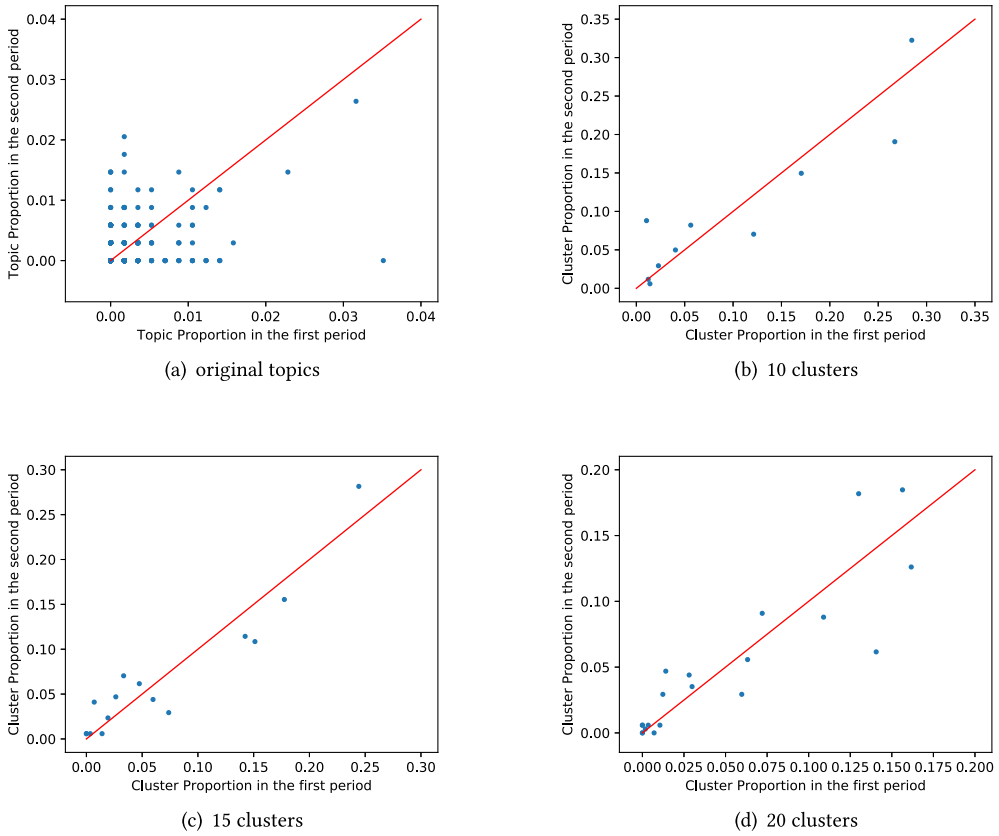 0.04
0.03
0.02
0.01
0.00
Topic Proportion in the second period
0.00 0.01 0.02 0.03 0.04
Topic Proportion in the first period
(a) original topics
0.35
0.30
0.25
0.20
0.15
0.10
0.05
0.00
Cluster Proportion in the second period
0.00 0.05 0.10 0.15 0.20 0.25 0.30 0.35
Cluster Proportion in the first period
(b) 10 clusters
0.30
0.25
0.20
0.15
0.10
0.05
0.00
Cluster Proportion in the second period
0.00 0.05 0.10 0.15 0.20 0.25 0.30
Cluster Proportion in the first period
(c) 15 clusters
0.20
0.15
0.10
0.05
0.00
Cluster Proportion in the second period
0.000 0.025 0.050 0.075 0.100 0.125 0.150 0.175 0.200
Cluster Proportion in the first period
(d) 20 clusters